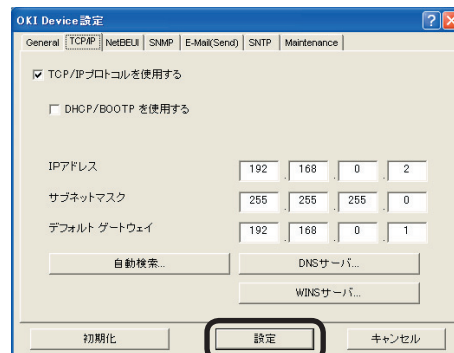 OKI Device設定
General TCP/IP NetBEUI SNMP E-Mail(Send) SNTP Maintenance
TCP/IPプロトコルを使用する
DHCP/BOOTP を使用する
IPアドレス 192 . 168 . 0 . 2
サブネットマスク 255 . 255 . 255 . 0
デフォルト ゲートウェイ 192 . 168 . 0 . 1
自動検索... DNSサーバ...
WINSサーバ...
初期化 設定 キャンセル